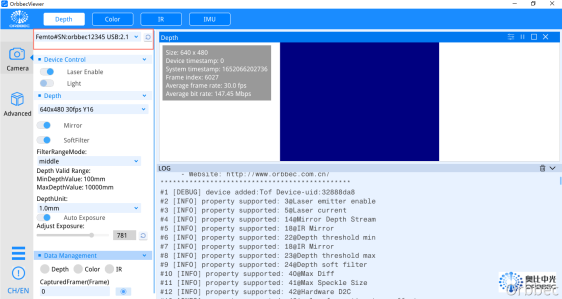 OrbbecViewer
ORBBEC
Depth
Color
IR
IMU
Femto#SN:orbbec12345 USB:2.1
Camera
Advanced
Device Control
Laser Enable
Light
Depth
640x480 30fps Y16
Mirror
SoftFilter
FilterRangeMode:
middle
Depth Valid Range:
MinDepthValue: 100mm
MaxDepthValue: 10000mm
DepthUnit:
1.0mm
Auto Exposure
Adjust Exposure:
781
Data Management
Depth
Color
IR
CapturedFrame(Frame)
0
CH/EN
Depth
Size: 640 x 480
Device timestamp: 0
System timestamp: 1652066202736
Frame index: 6027
Average frame rate: 30.0 fps
Average bit rate: 147.45 Mbps
LOG
- Website: http://www.orbbec.com.cn/
***********************************************
#1 [DEBUG] device added:Tof Device-uid:32888da8
#2 [INFO] property supported: 3@Laser emitter enable
#3 [INFO] property supported: 5@Laser current
#4 [INFO] property supported: 14@Mirror Depth Stream
#5 [INFO] property supported: 18@IR Mirror
#6 [INFO] property supported: 22@Depth threshold min
#7 [INFO] property supported: 18@IR Mirror
#8 [INFO] property supported: 23@Depth threshold max
#9 [INFO] property supported: 24@Depth soft filter
#10 [INFO] property supported: 40@Max Diff
#11 [INFO] property supported: 41@Max Speckle Size
#12 [INFO] property supported: 42@Hardware D2C
奥比中光
Orbbec